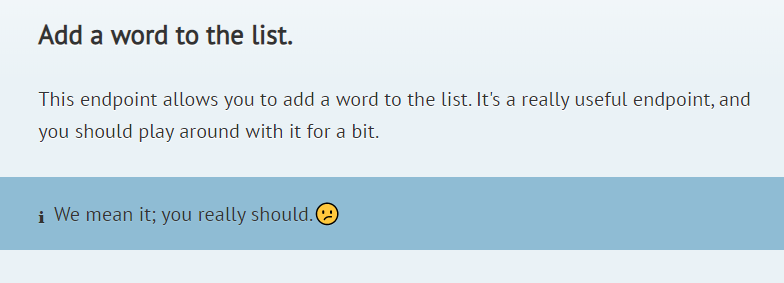 Add a word to the list.
This endpoint allows you to add a word to the list. It's a really useful endpoint, and
you should play around with it for a bit.
ℹ We mean it; you really should.😕